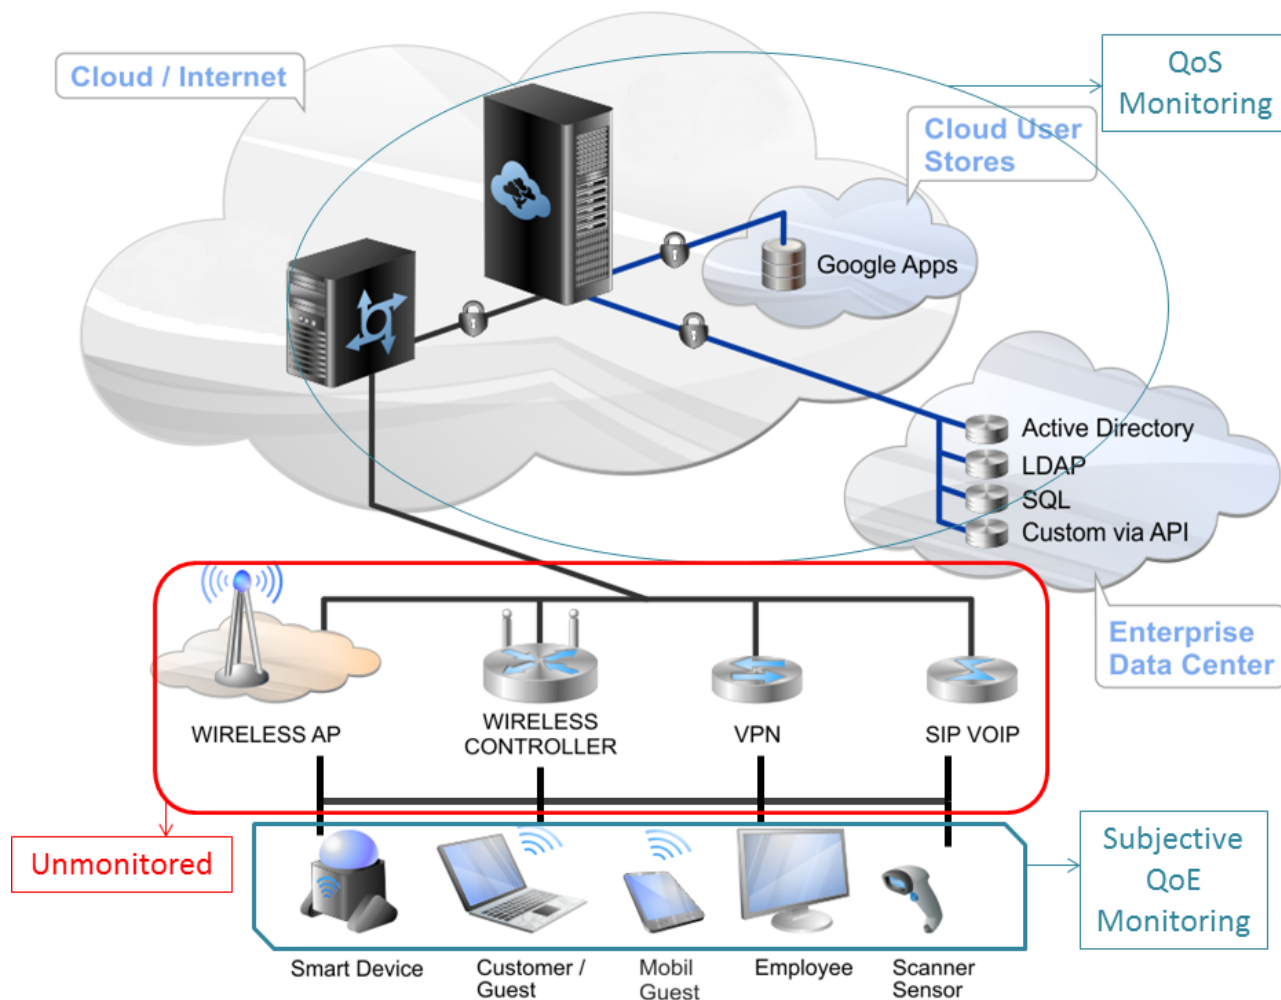 Cloud / Internet
QoS
Monitoring
Cloud User
Stores
Google Apps
Active Directory
LDAP
SQL
Custom via API
Enterprise
Data Center
WIRELESS AP
WIRELESS
CONTROLLER
VPN
SIP VOIP
Unmonitored
Subjective
QoE
Monitoring
Smart Device
Customer /
Guest
Mobil
Guest
Employee
Scanner
Sensor